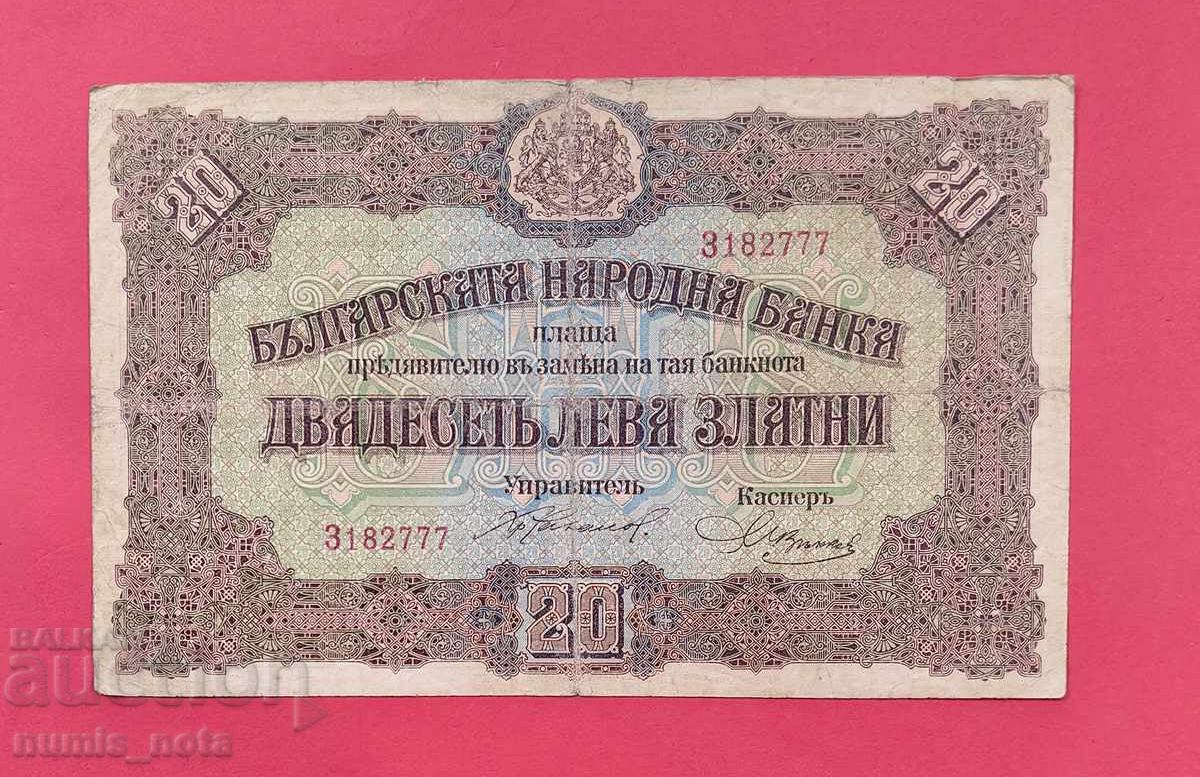 20 20
3182777
БЪЛГАРСКАТА НАРОДНА БАНКА
плаща
прѣдявителю въ замѣна на тая банкнота
ДВАДЕСЕТЬ ЛЕВА ЗЛАТНИ
Управитель Касиеръ
3182777
20
BALKAN
auction
numis_nota